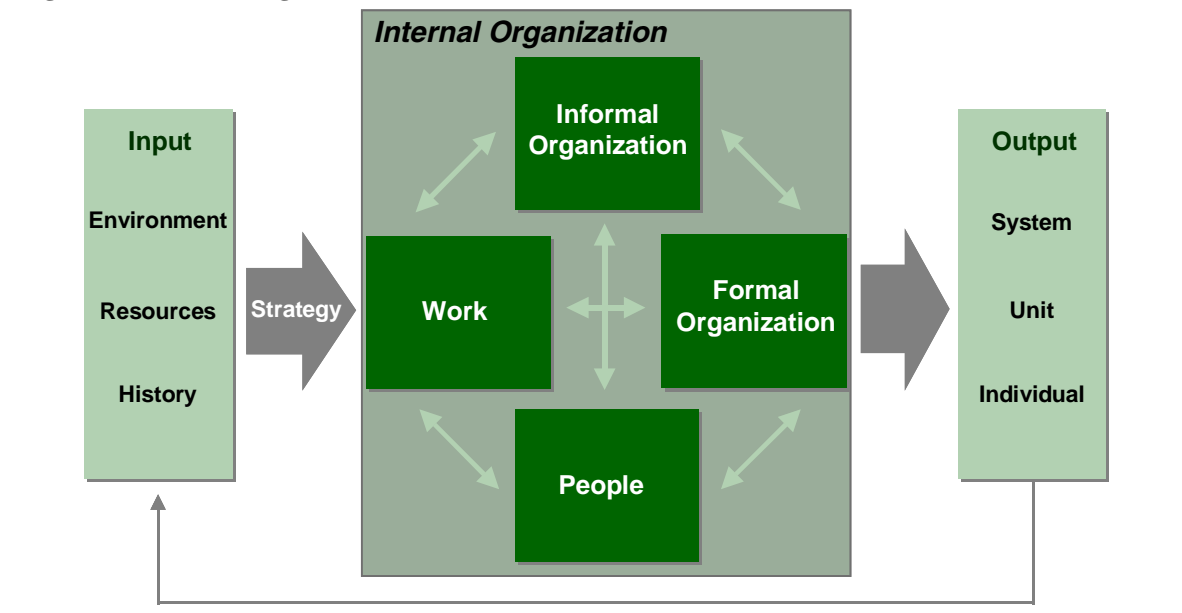 Internal Organization
Informal
Organization
Input
Environment
Resources
History
Strategy
Work
Formal
Organization
People
Output
System
Unit
Individual